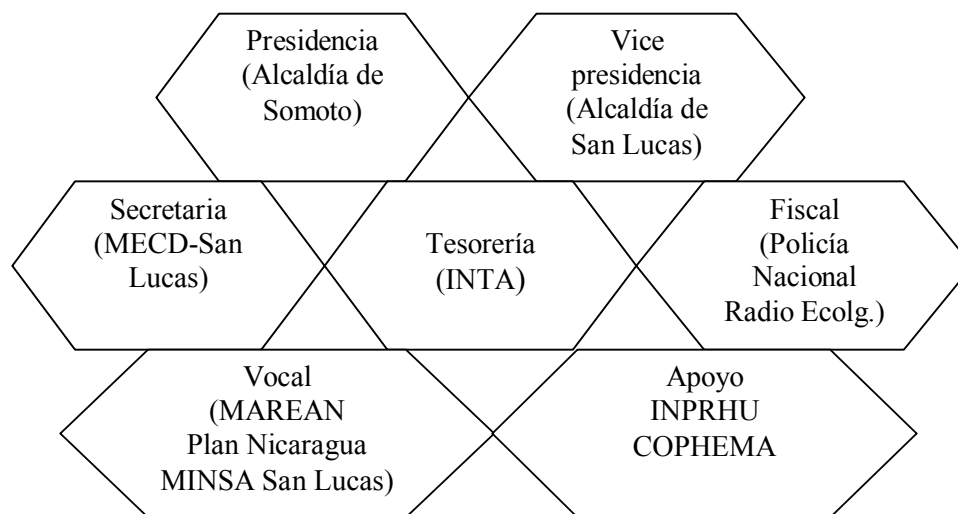 Presidencia
(Alcaldía de
Somoto)
Vice
presidencia
(Alcaldía de
San Lucas)
Secretaria
(MECD-San
Lucas)
Tesorería
(INTA)
Fiscal
(Policía
Nacional
Radio Ecolg.)
Vocal
(MAREAN
Plan Nicaragua
MINSA San Lucas)
Apoyo
INPRHU
COPHEMA